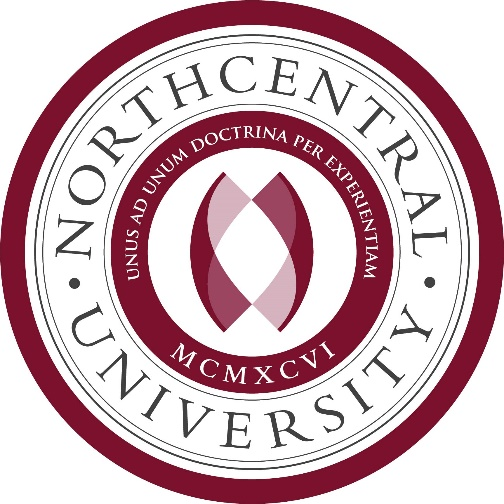 NORTHCENTRAL
UNIVERSITY
UNUS AD UNUM DOCTRINA PER EXPERIENTIAM
MCMXCVI